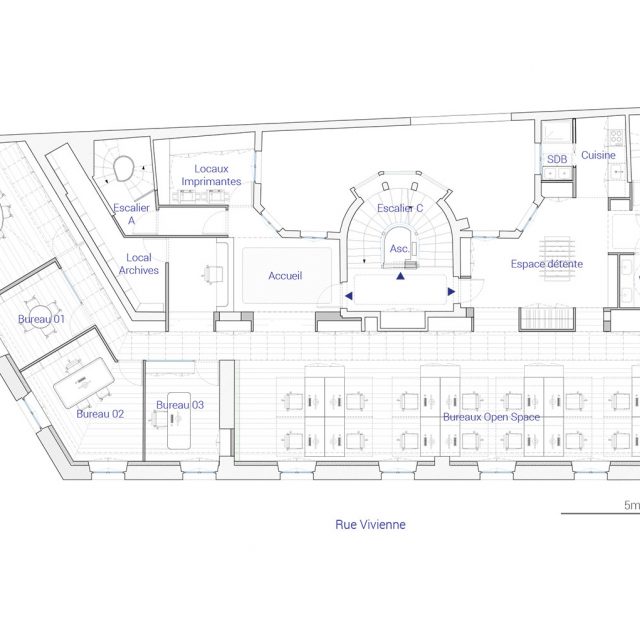 Locaux
Imprimantes
SDB
Cuisine
Escalier
A
Escalier C
Asc.
Local
Archives
Accueil
Espace détente
Bureau 01
Bureau 02
Bureau 03
Bureaux Open Space
5m
Rue Vivienne